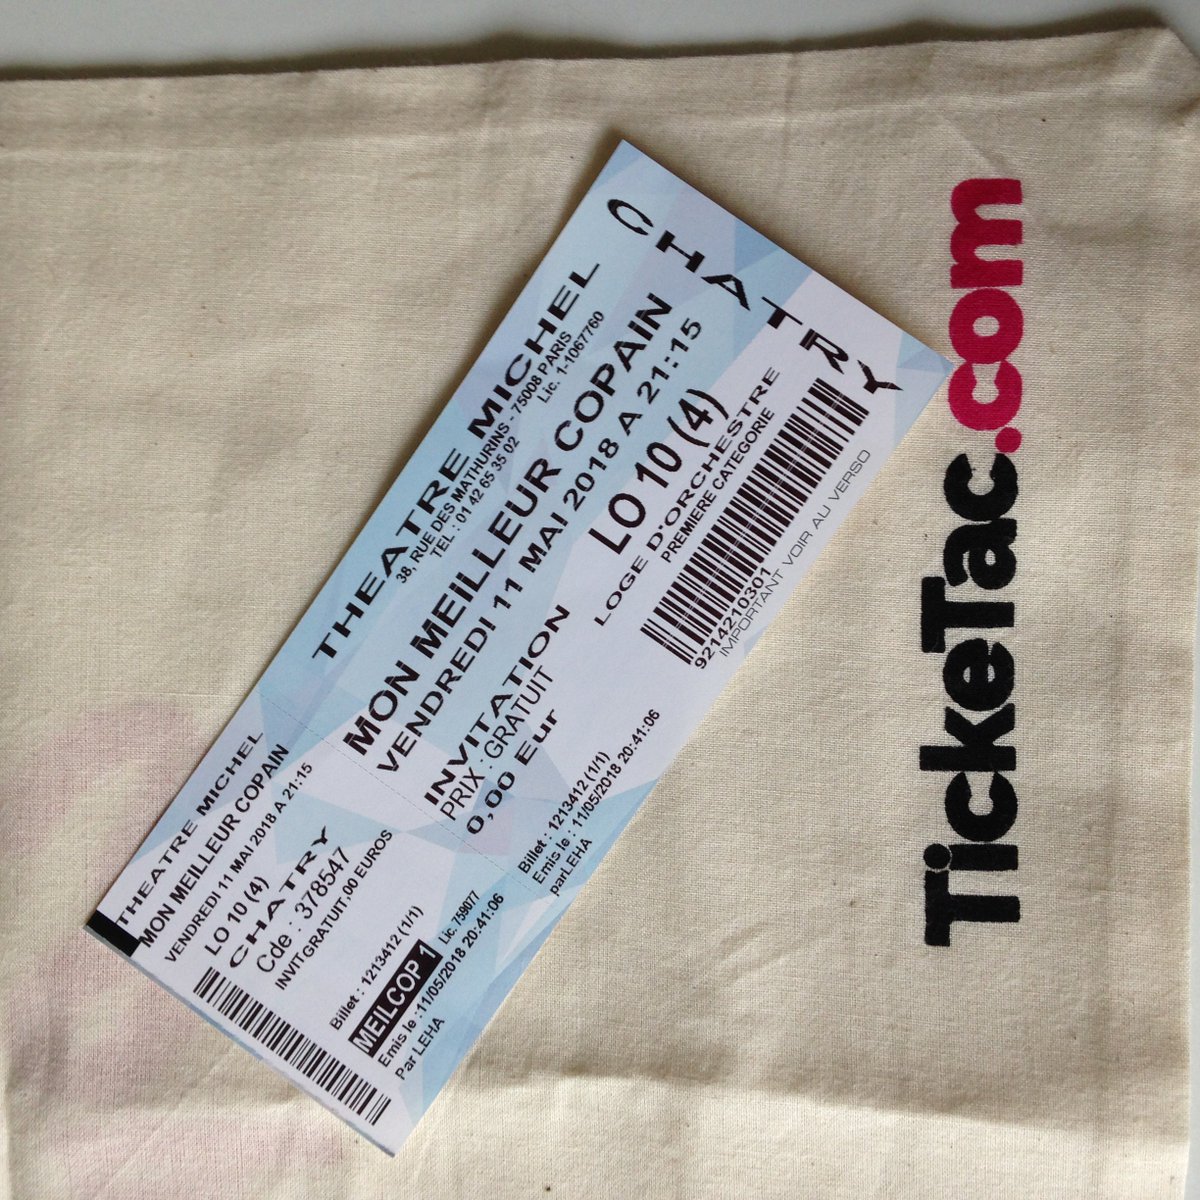 THEATRE MICHEL
38, RUE DES MATHURINS - 75008 PARIS
TEL : 01 42 65 35 02
Lic. 1-1067760
MON MEILLEUR COPAIN
VENDREDI 11 MAI 2018 A 21:15
INVITATION
PRIX : GRATUIT
0,00 Eur
LO 10 (4)
LOGE D'ORCHESTRE
PREMIERE CATEGORIE
9214210301
IMPORTANT VOIR AU VERSO
CHATRY
Billet : 1213412 (1/1)
Emis le : 11/05/2018 20:41:06
parLEHA
THEATRE MICHEL
MON MEILLEUR COPAIN
VENDREDI 11 MAI 2018 A 21:15
LO 10 (4)
CHATRY
Cde : 378547
INVITGRATUIT,00 EUROS
Billet : 1213412 (1/1)
MEILCOP 1
Lic. 759077
Emis le :11/05/2018 20:41:06
Par LEHA
TickeTac.com